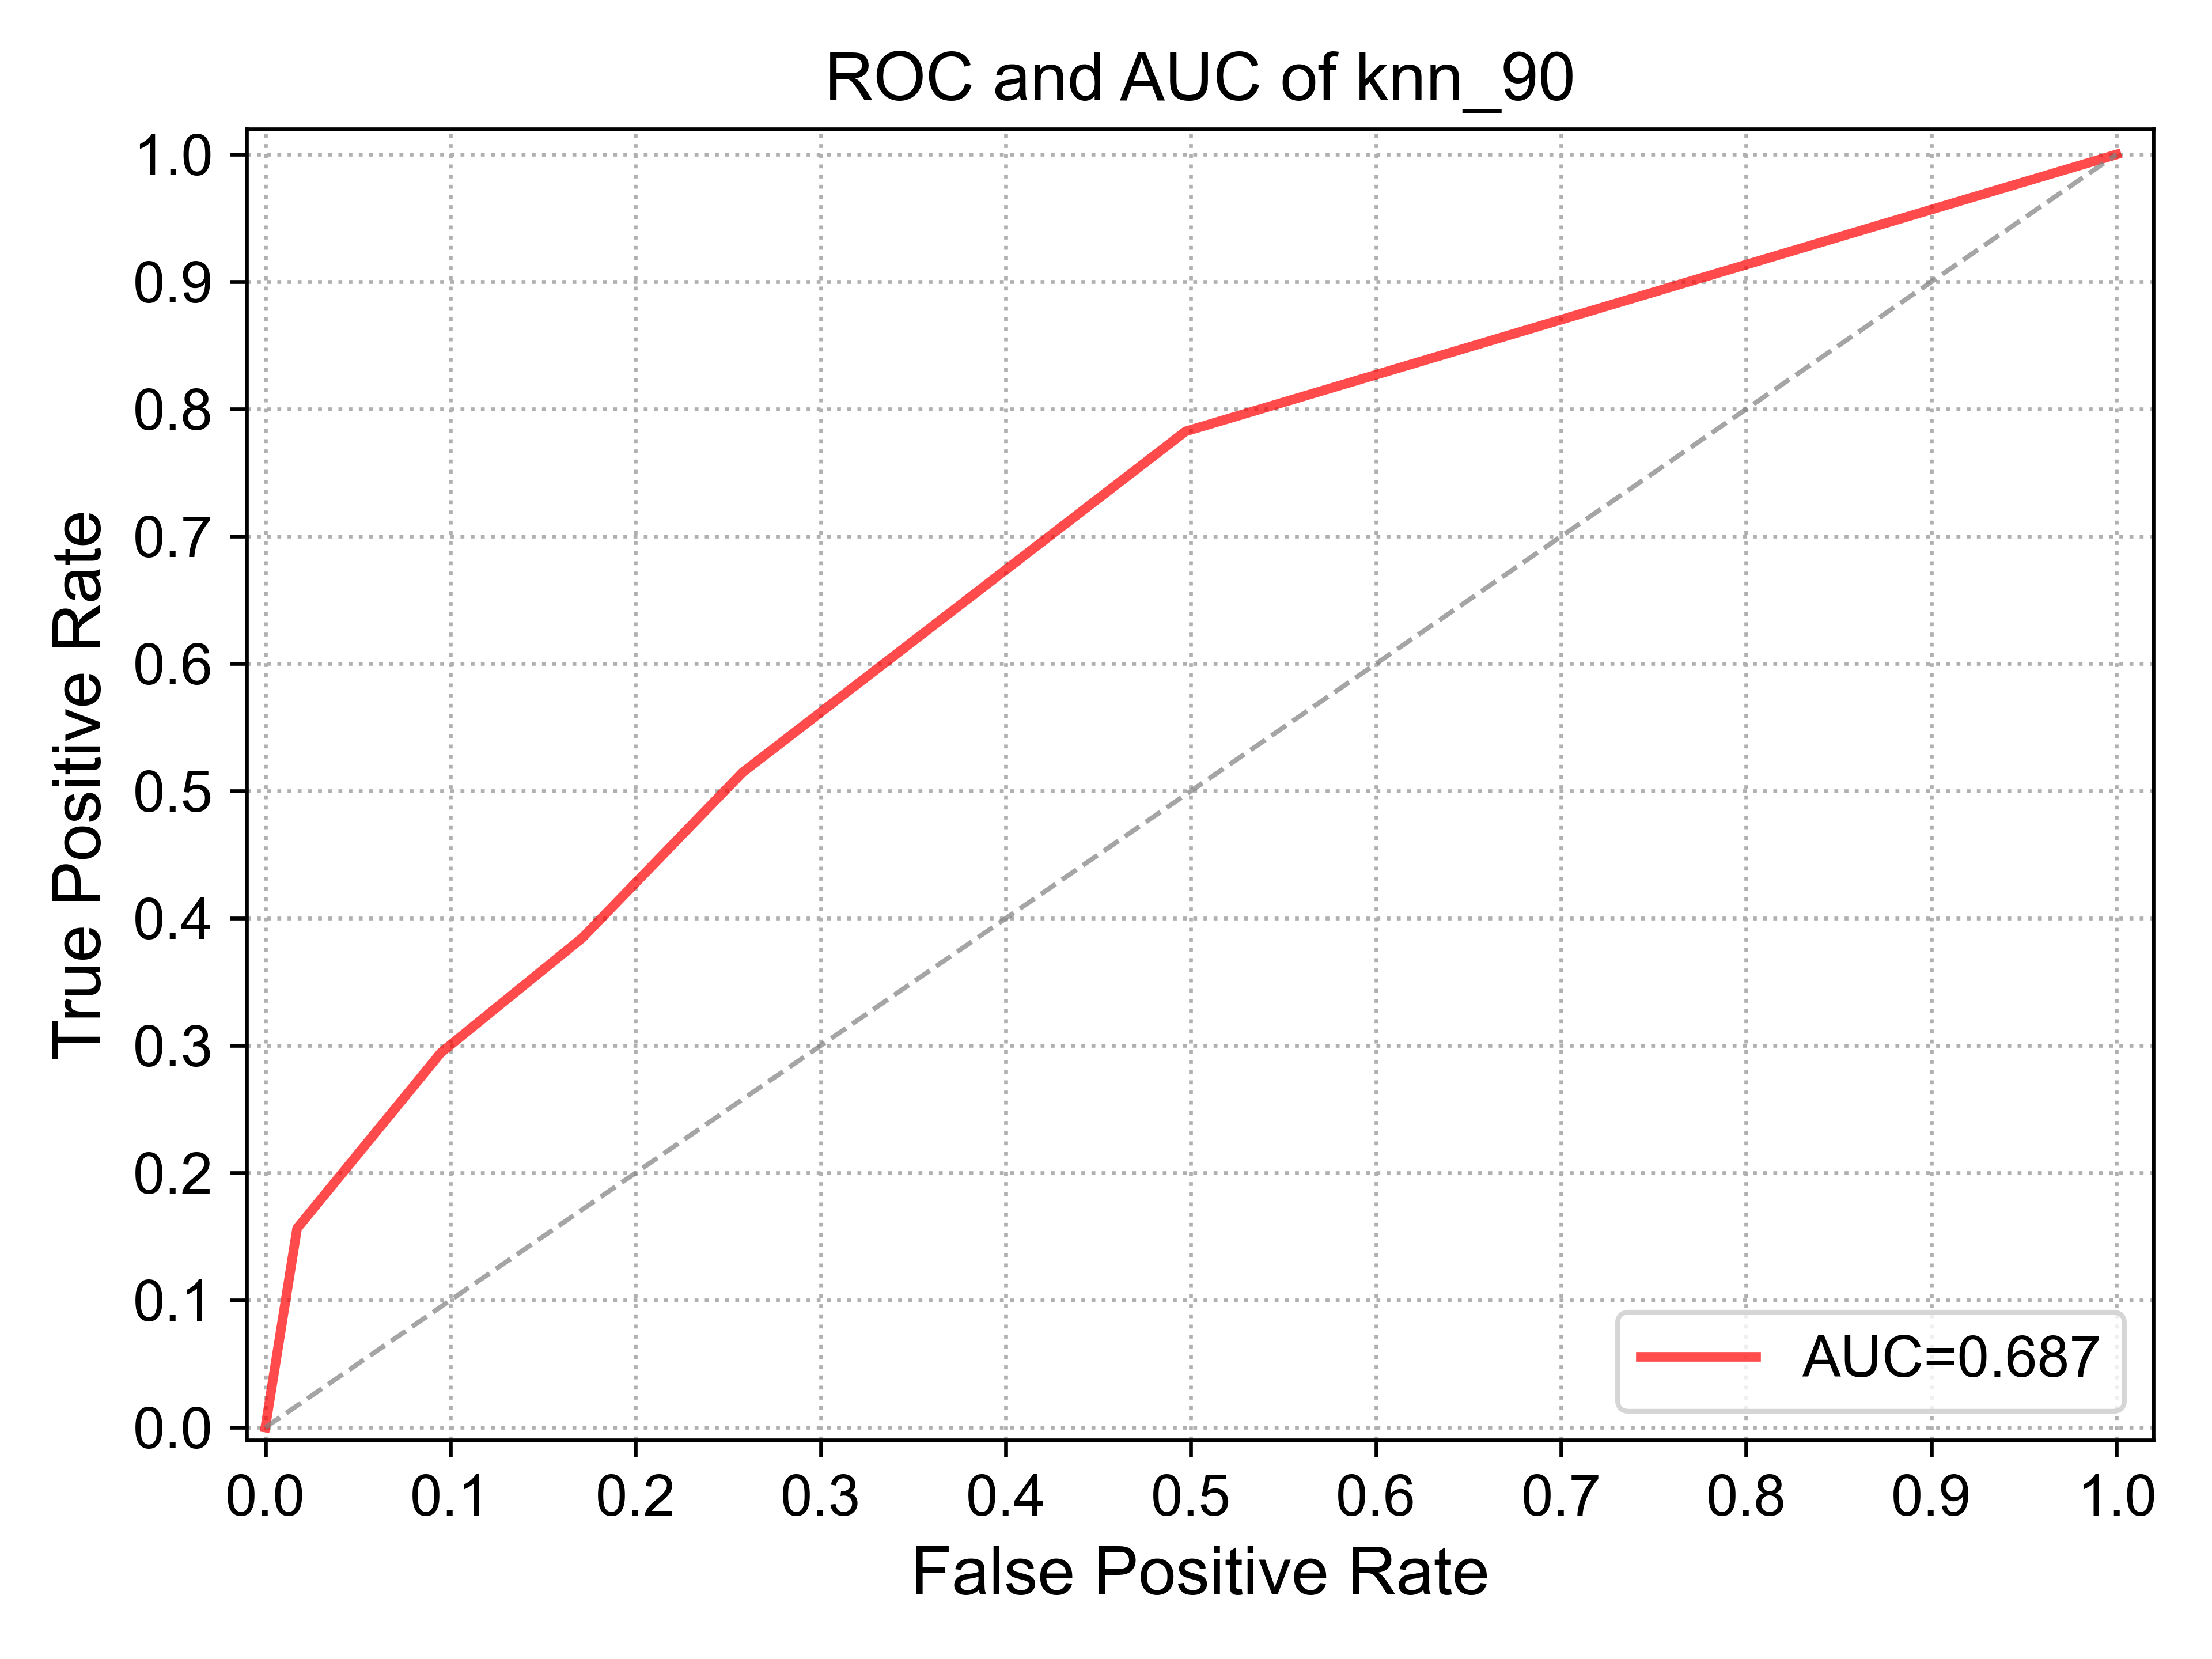 ROC and AUC of knn_90
True Positive Rate
1.0
0.9
0.8
0.7
0.6
0.5
0.4
0.3
0.2
0.1
0.0
AUC=0.687
0.0 0.1 0.2 0.3 0.4 0.5 0.6 0.7 0.8 0.9 1.0
False Positive Rate